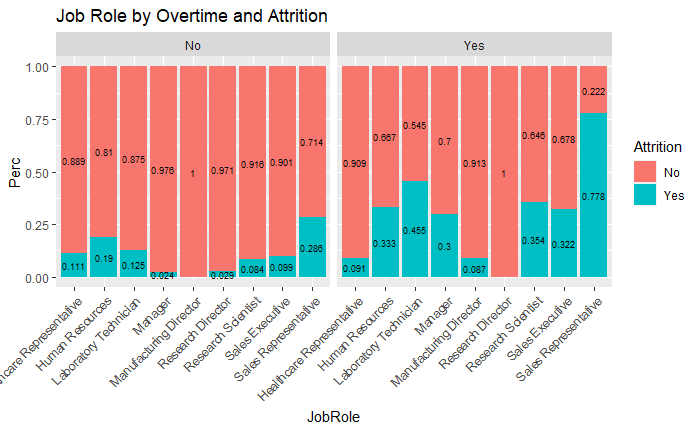 Job Role by Overtime and Attrition
No
Yes
Perc
1.00
0.75
0.50
0.25
0.00
0.889
0.81
0.875
0.976
1
0.971
0.916
0.901
0.714
0.111
0.19
0.125
0.024
0.029
0.084
0.099
0.286
0.909
0.667
0.545
0.7
0.913
1
0.646
0.678
0.222
0.091
0.333
0.455
0.3
0.087
0.354
0.322
0.778
ncare Representative
Human Resources
Laboratory Technician
Manager
Manufacturing Director
Research Director
Research Scientist
Sales Executive
Sales Representative
Healthcare Representative
Human Resources
Laboratory Technician
Manager
Manufacturing Director
Research Director
Research Scientist
Sales Executive
Sales Representative
JobRole
Attrition
No
Yes